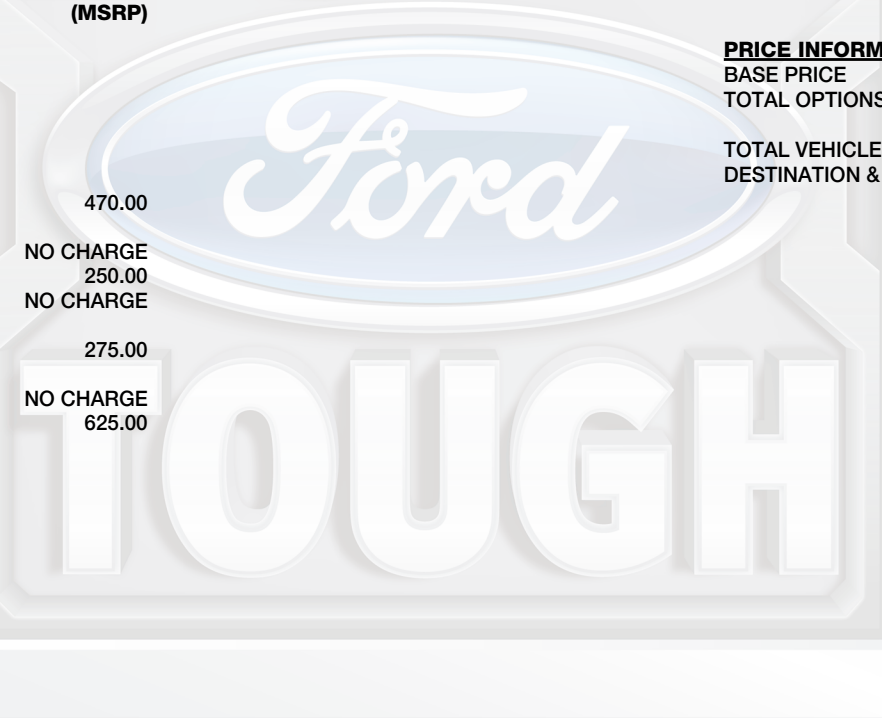 (MSRP)
470.00
NO CHARGE
250.00
NO CHARGE
275.00
NO CHARGE
625.00
PRICE INFORM
BASE PRICE
TOTAL OPTIONS
TOTAL VEHICLE
DESTINATION &
Ford
TOUGH